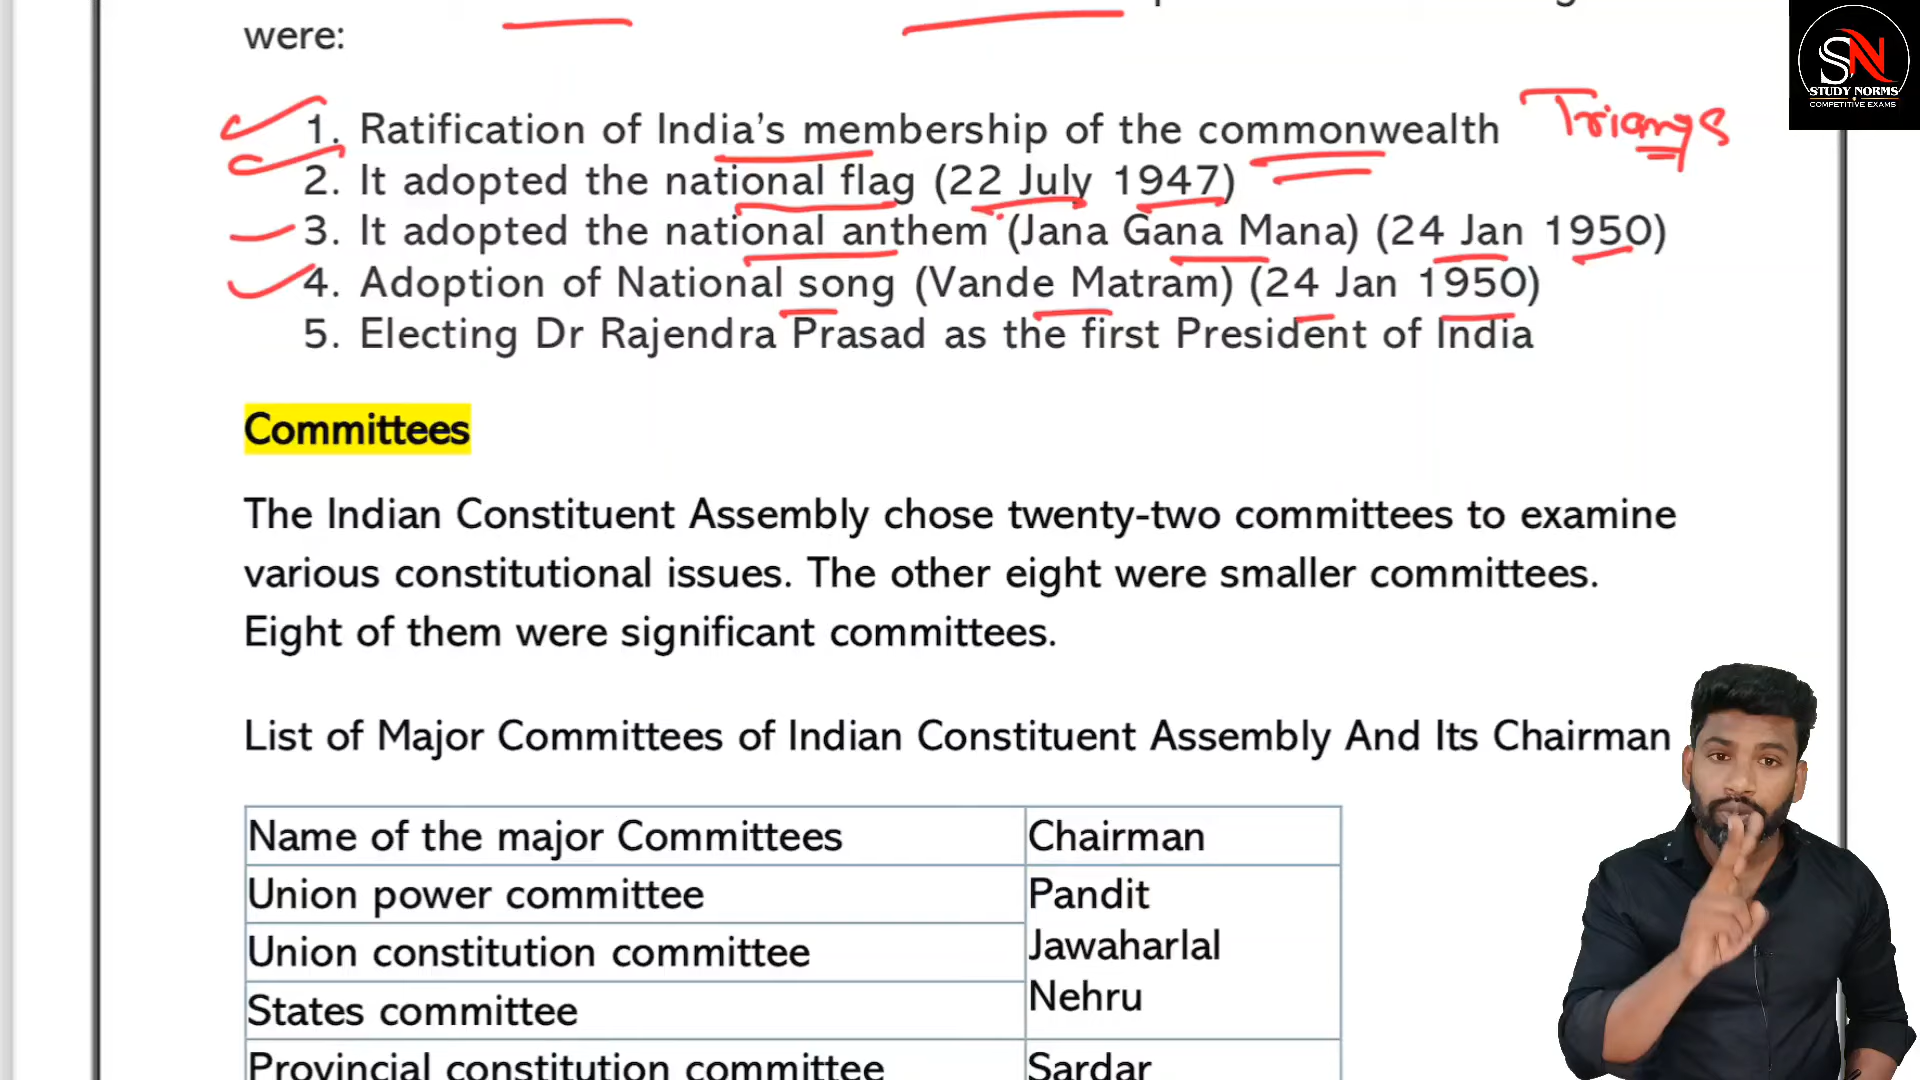 were:
1. Ratification of India's membership of the commonwealth
2. It adopted the national flag (22 July 1947)
3. It adopted the national anthem (Jana Gana Mana) (24 Jan 1950)
4. Adoption of National song (Vande Matram) (24 Jan 1950)
5. Electing Dr Rajendra Prasad as the first President of India
SN
STUDY NORMS
COMPETITIVE EXAMS
Committees
The Indian Constituent Assembly chose twenty-two committees to examine
various constitutional issues. The other eight were smaller committees.
Eight of them were significant committees.
List of Major Committees of Indian Constituent Assembly And Its Chairman
Name of the major Committees Chairman
Union power committee Pandit
Jawaharlal
Union constitution committee
Nehru
States committee
Provincial constitution committee Sardar